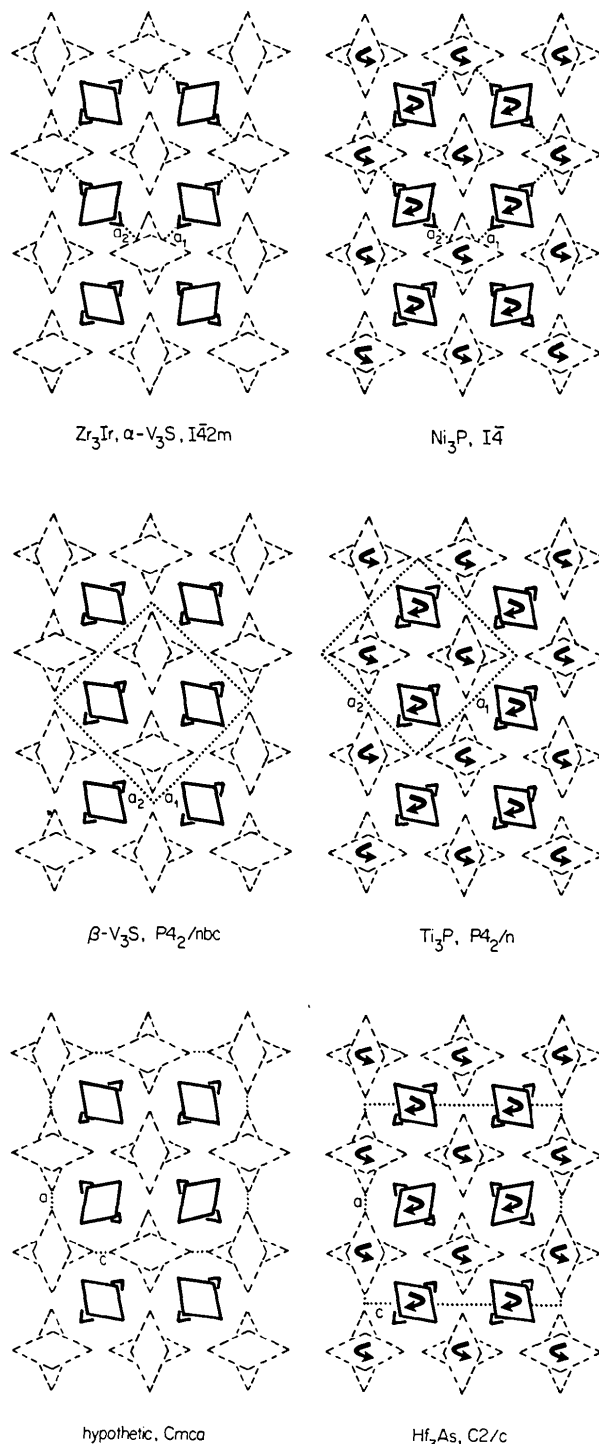 a₂ a₁
a₂ a₁
Zr₃Ir, α-V₃S, I4̅2m
Ni₃P, I4̅
a₂ a₁
a₂ a₁
β-V₃S, P4₂/nbc
Ti₃P, P4₂/n
a
c
a
c
hypothetic, Cmca
Hf₃As, C2/c